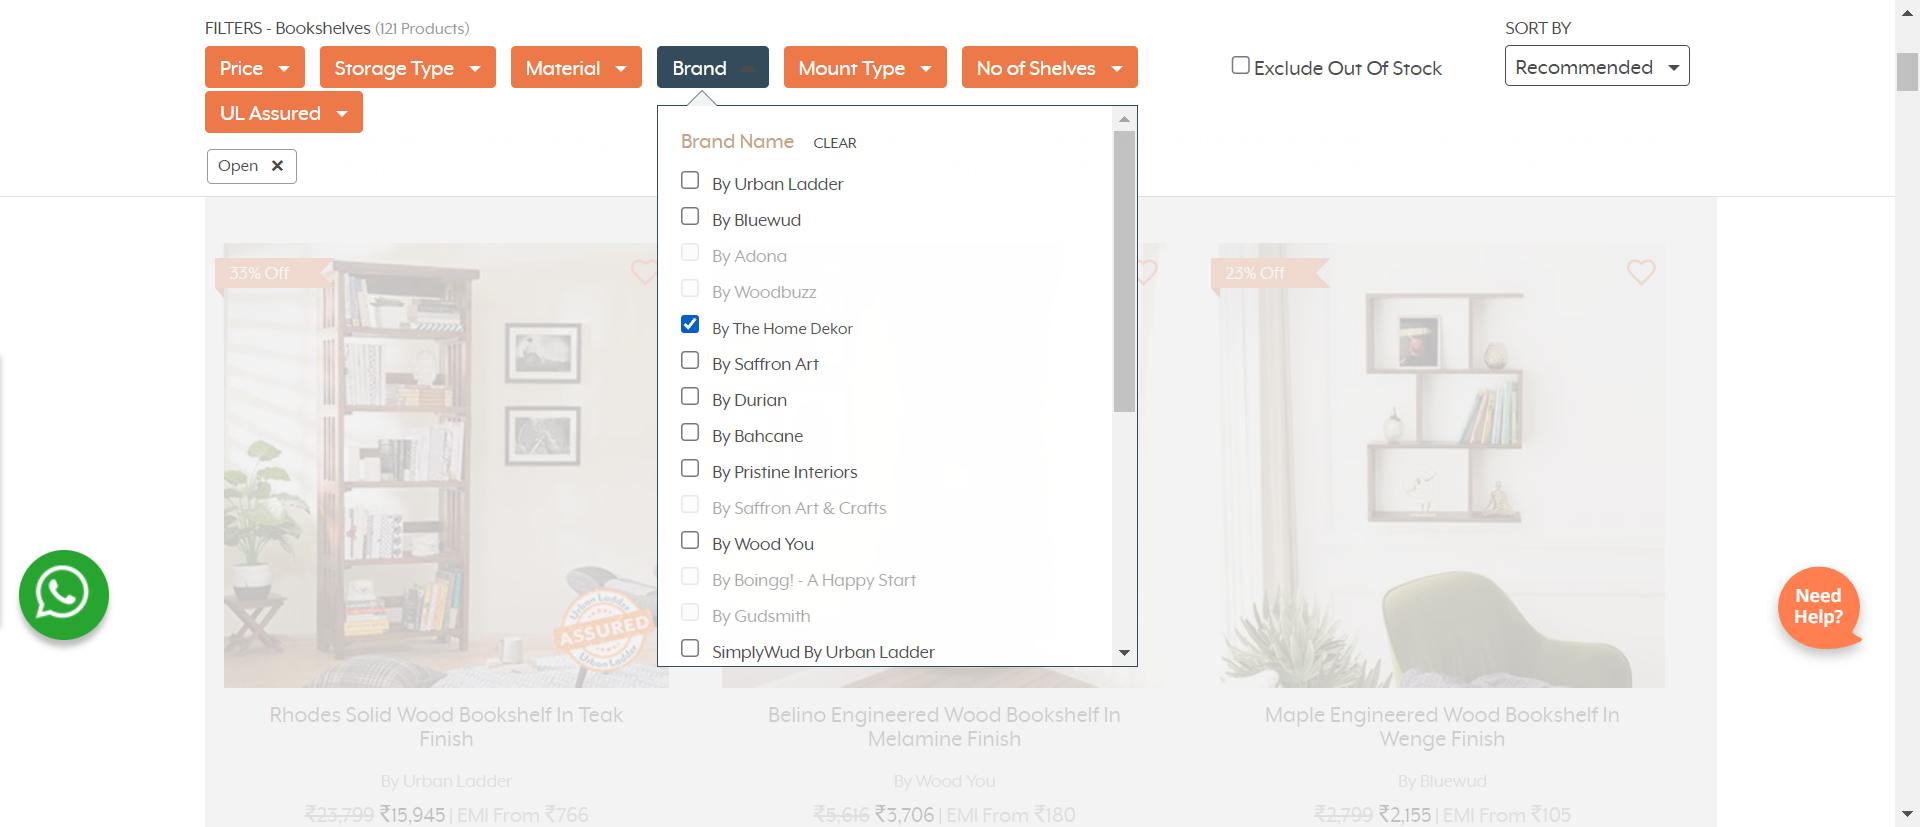 FILTERS - Bookshelves (121 Products)
SORT BY
Price
Storage Type
Material
Brand
Mount Type
No of Shelves
Exclude Out Of Stock
Recommended
UL Assured
Open ✕
Brand Name CLEAR
By Urban Ladder
By Bluewud
By Adona
By Woodbuzz
By The Home Dekor
By Saffron Art
By Durian
By Bahcane
By Pristine Interiors
By Saffron Art & Crafts
By Wood You
By Boingg! - A Happy Start
By Gudsmith
SimplyWud By Urban Ladder
33% Off
23% Off
Urban Ladder
ASSURED
Urban Ladder
Need
Help?
Rhodes Solid Wood Bookshelf In Teak
Finish
By Urban Ladder
₹23,799 ₹15,945 | EMI From ₹766
Belino Engineered Wood Bookshelf In
Melamine Finish
By Wood You
₹5,616 ₹3,706 | EMI From ₹180
Maple Engineered Wood Bookshelf In
Wenge Finish
By Bluewud
₹2,799 ₹2,155 | EMI From ₹105